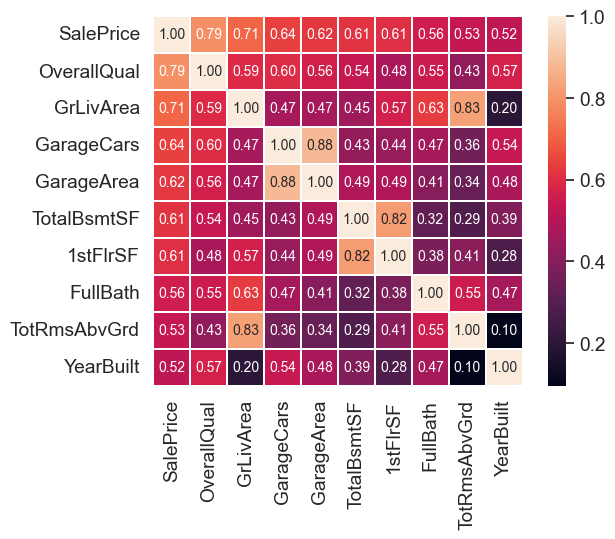 SalePrice 1.00 0.79 0.71 0.64 0.62 0.61 0.61 0.56 0.53 0.52
OverallQual 0.79 1.00 0.59 0.60 0.56 0.54 0.48 0.55 0.43 0.57
GrLivArea 0.71 0.59 1.00 0.47 0.47 0.45 0.57 0.63 0.83 0.20
GarageCars 0.64 0.60 0.47 1.00 0.88 0.43 0.44 0.47 0.36 0.54
GarageArea 0.62 0.56 0.47 0.88 1.00 0.49 0.49 0.41 0.34 0.48
TotalBsmtSF 0.61 0.54 0.45 0.43 0.49 1.00 0.82 0.32 0.29 0.39
1stFlrSF 0.61 0.48 0.57 0.44 0.49 0.82 1.00 0.38 0.41 0.28
FullBath 0.56 0.55 0.63 0.47 0.41 0.32 0.38 1.00 0.55 0.47
TotRmsAbvGrd 0.53 0.43 0.83 0.36 0.34 0.29 0.41 0.55 1.00 0.10
YearBuilt 0.52 0.57 0.20 0.54 0.48 0.39 0.28 0.47 0.10 1.00
SalePrice
OverallQual
GrLivArea
GarageCars
GarageArea
TotalBsmtSF
1stFlrSF
FullBath
TotRmsAbvGrd
YearBuilt
1.0
0.8
0.6
0.4
0.2